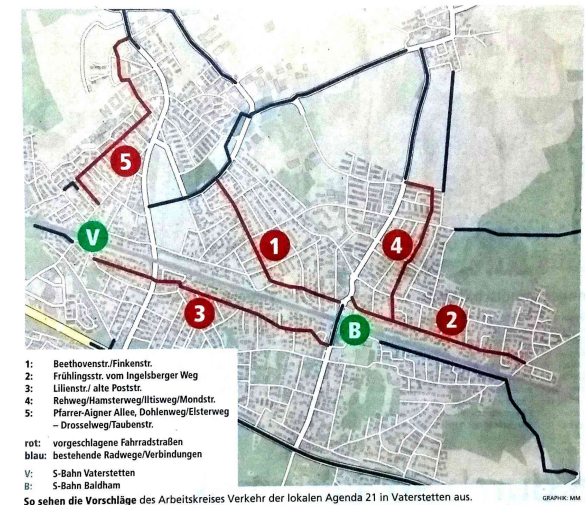 5
V
1
4
3
B
2
1: Beethovenstr./Finkenstr.
2: Frühlingsstr. vom Ingelsberger Weg
3: Lilienstr./ alte Poststr.
4: Rehweg/Hamsterweg/Iltisweg/Mondstr.
5: Pfarrer-Aigner Allee, Dohlenweg/Elsterweg
– Drosselweg/Taubenstr.
rot: vorgeschlagene Fahrradstraßen
blau: bestehende Radwege/Verbindungen
V: S-Bahn Vaterstetten
B: S-Bahn Baldham
So sehen die Vorschläge des Arbeitskreises Verkehr der lokalen Agenda 21 in Vaterstetten aus.
GRAPHIK: MM